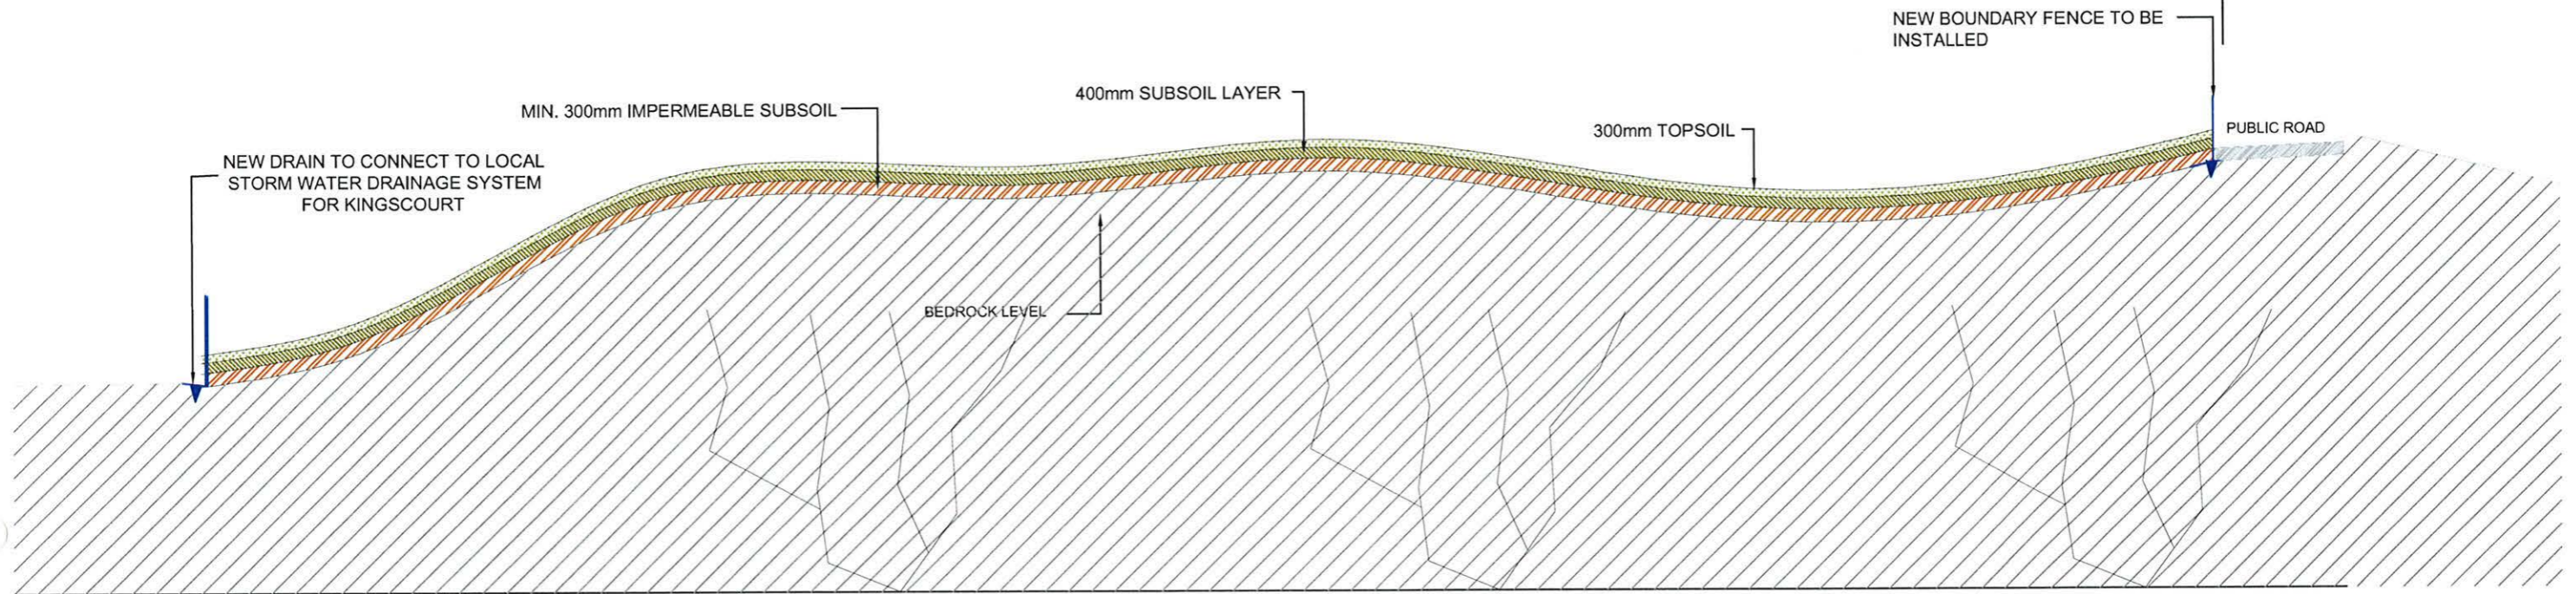 NEW BOUNDARY FENCE TO BE
INSTALLED
400mm SUBSOIL LAYER
MIN. 300mm IMPERMEABLE SUBSOIL
300mm TOPSOIL
PUBLIC ROAD
NEW DRAIN TO CONNECT TO LOCAL
STORM WATER DRAINAGE SYSTEM
FOR KINGSCOURT
BEDROCK LEVEL